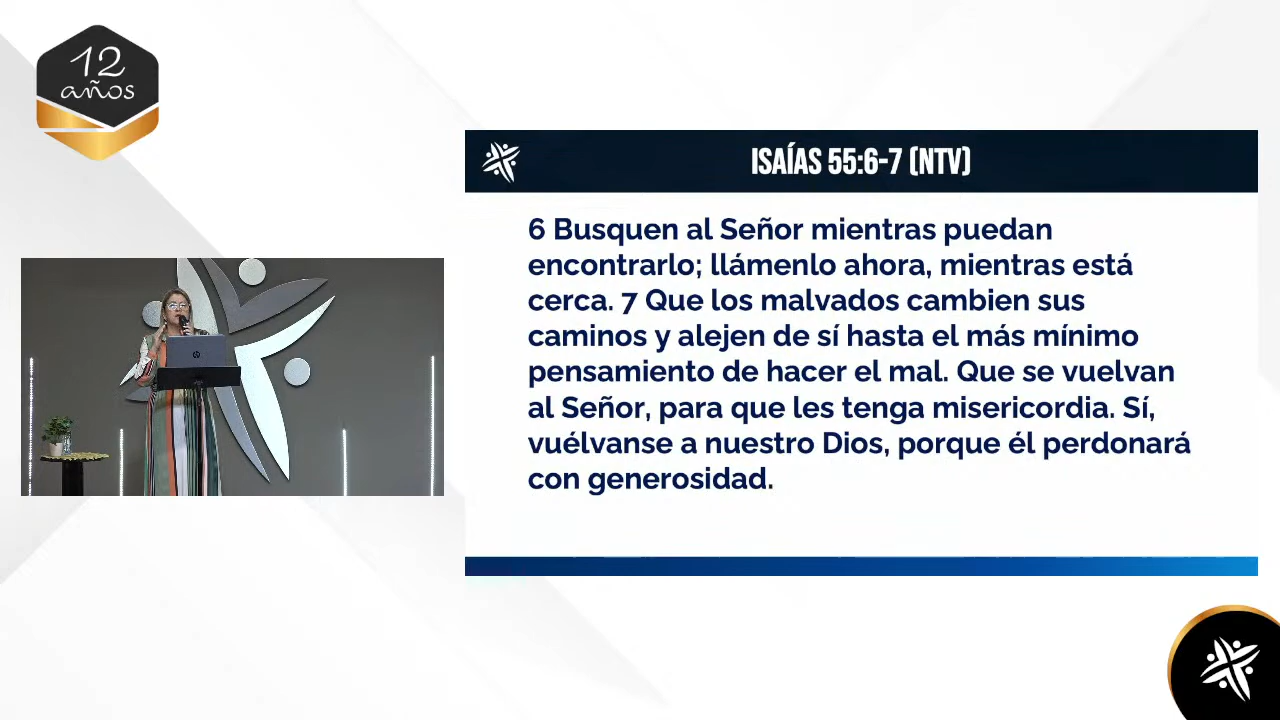 12
años
ISAÍAS 55:6-7 (NTV)
6 Busquen al Señor mientras puedan
encontrarlo; llámenlo ahora, mientras está
cerca. 7 Que los malvados cambien sus
caminos y alejen de sí hasta el más mínimo
pensamiento de hacer el mal. Que se vuelvan
al Señor, para que les tenga misericordia. Sí,
vuélvanse a nuestro Dios, porque él perdonará
con generosidad.